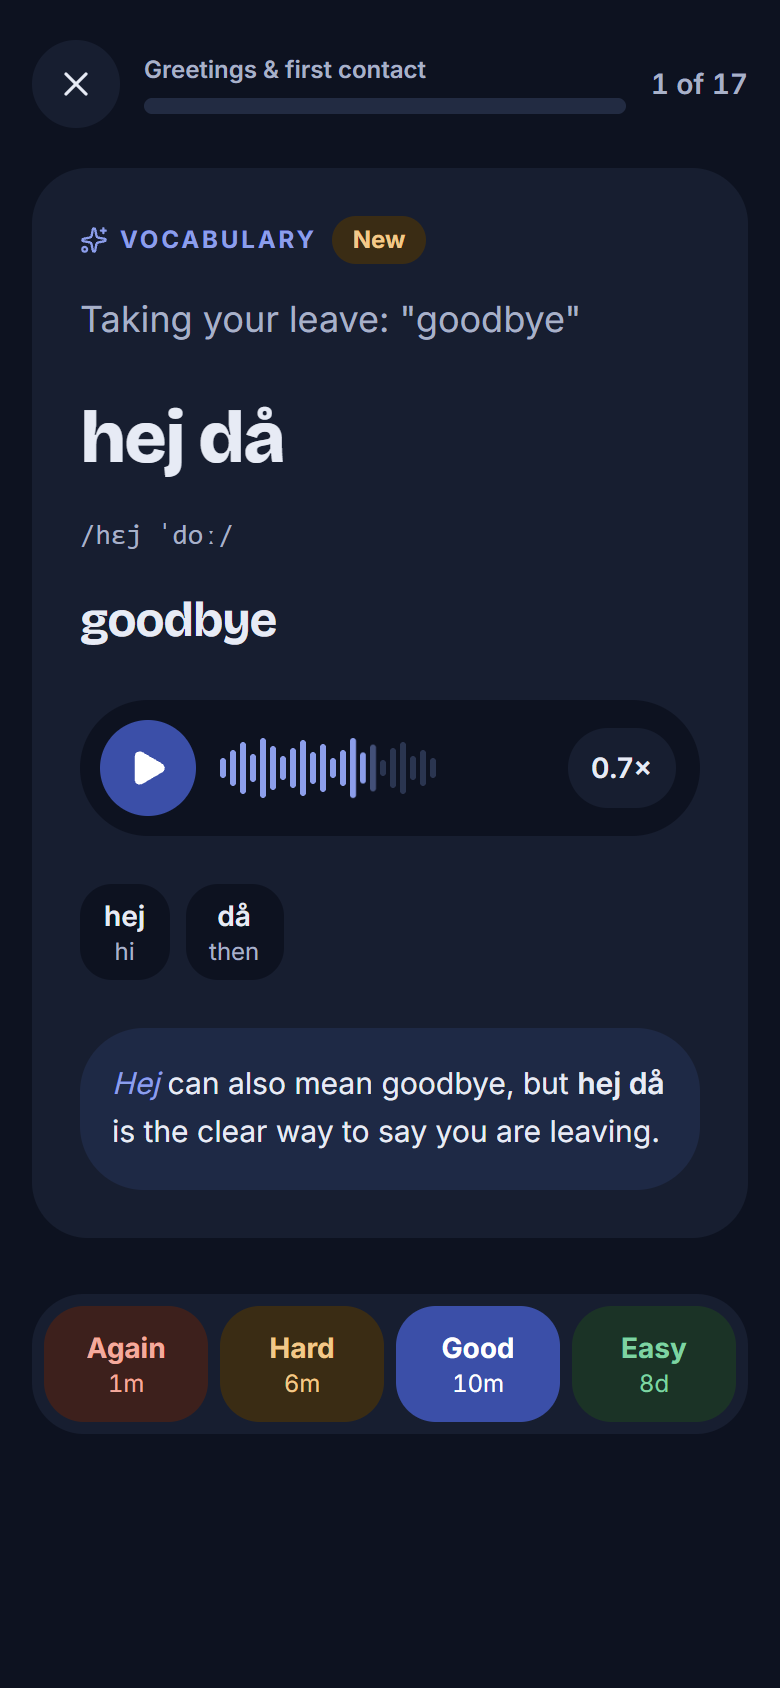 Greetings & first contact
1 of 17
VOCABULARY New
Taking your leave: "goodbye"
hej då
/hɛj ˈdoː/
goodbye
0.7×
hej då
hi then
Hej can also mean goodbye, but hej då
is the clear way to say you are leaving.
Again Hard Good Easy
1m 6m 10m 8d